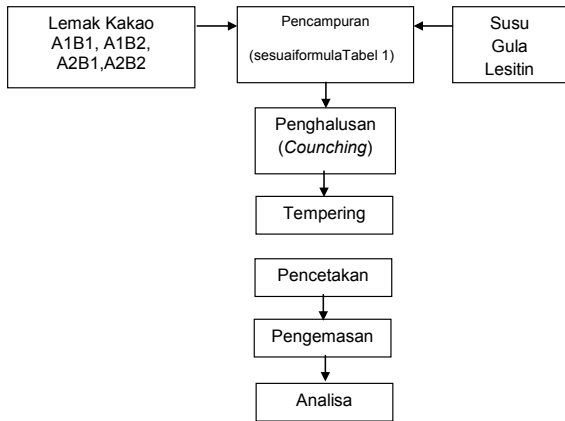 Lemak Kakao
A1B1, A1B2,
A2B1,A2B2
Pencampuran
(sesuaiformulaTabel 1)
Susu
Gula
Lesitin
Penghalusan
(Counching)
Tempering
Pencetakan
Pengemasan
Analisa